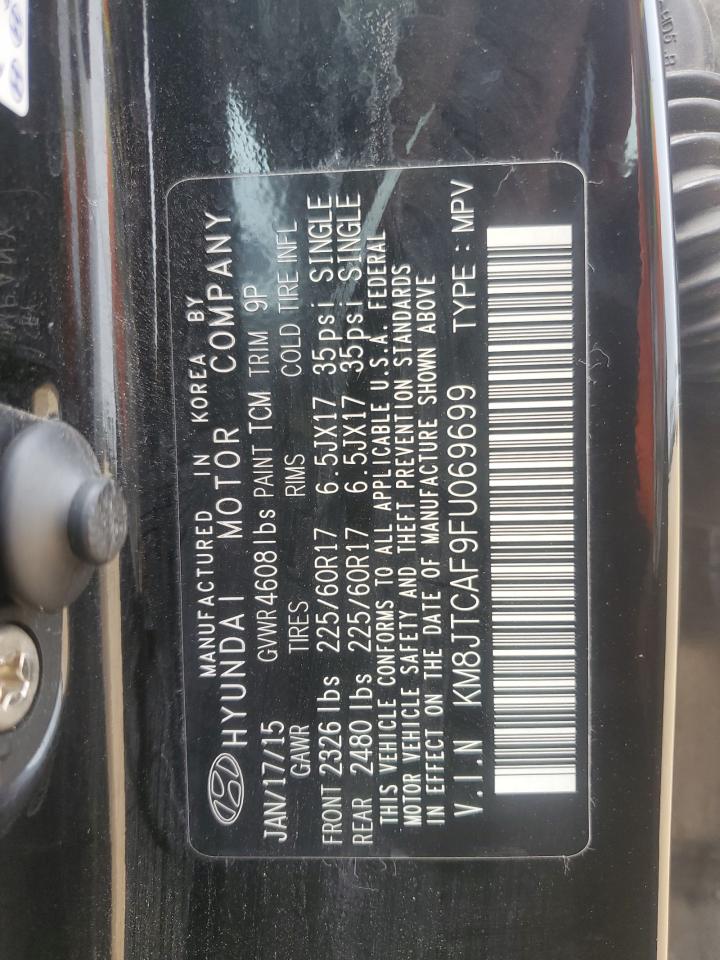 MANUFACTURED IN KOREA BY
HYUNDAI MOTOR COMPANY
JAN/17/15 GVWR 4608 lbs PAINT TCM TRIM 9P
GAWR TIRES RIMS COLD TIRE INFL
FRONT 2326 lbs 225/60R17 6.5JX17 35psi SINGLE
REAR 2480 lbs 225/60R17 6.5JX17 35psi SINGLE
THIS VEHICLE CONFORMS TO ALL APPLICABLE U.S.A. FEDERAL
MOTOR VEHICLE SAFETY AND THEFT PREVENTION STANDARDS
IN EFFECT ON THE DATE OF MANUFACTURE SHOWN ABOVE
V.I.N KM8JTCAF9FU069699 TYPE : MPV